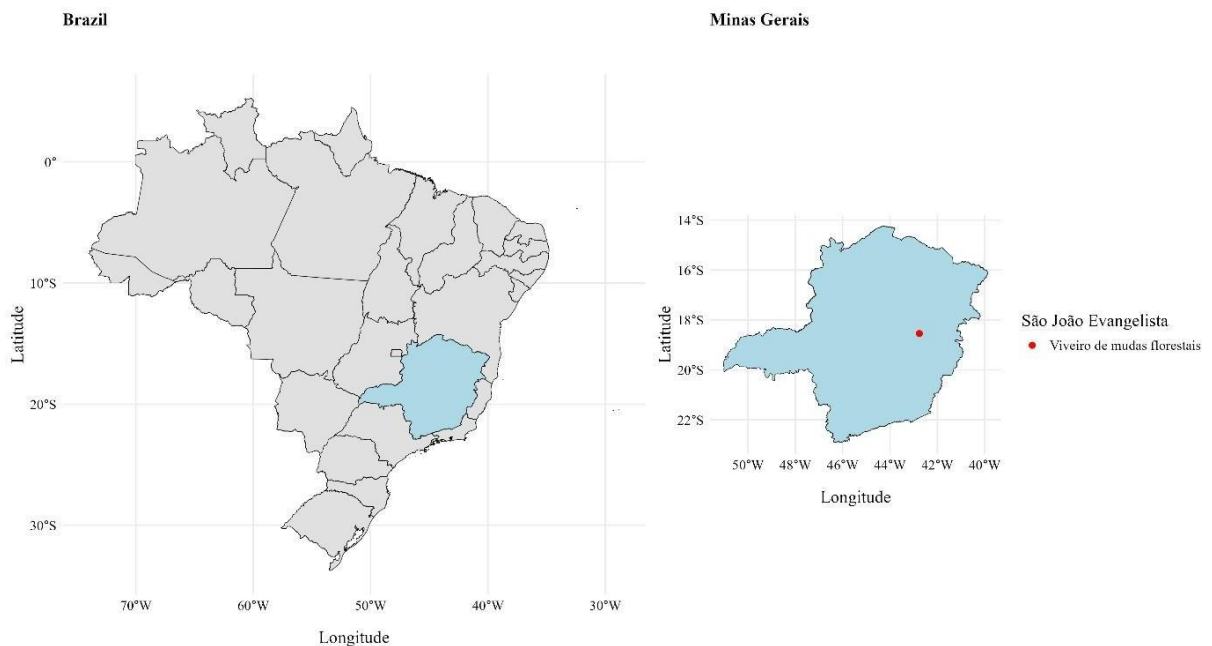 Brazil
0°
10°S
20°S
30°S
Latitude
70°W 60°W 50°W 40°W 30°W
Longitude
Minas Gerais
14°S
16°S
18°S
20°S
22°S
Latitude
50°W 48°W 46°W 44°W 42°W 40°W
Longitude
São João Evangelista
Viveiro de mudas florestais